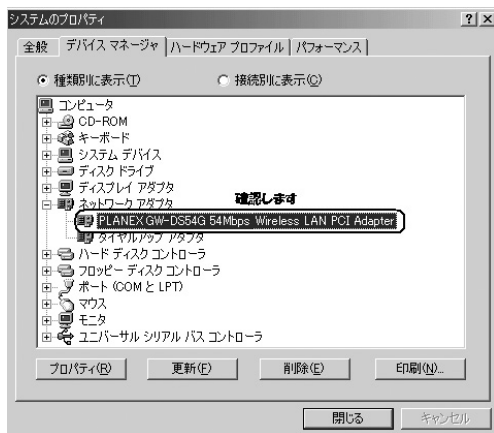 システムのプロパティ
全般 デバイス マネージャ ハードウェア プロファイル パフォーマンス
種類別に表示(T) 接続別に表示(C)
コンピュータ
CD-ROM
キーボード
システム デバイス
ディスク ドライブ
ディスプレイ アダプタ
確認します
ネットワーク アダプタ
PLANEX GW-DS54G 54Mbps Wireless LAN PCI Adapter
ダイヤルアップ アダプタ
ハード ディスク コントローラ
フロッピー ディスク コントローラ
ポート (COM と LPT)
マウス
モニタ
ユニバーサル シリアル バス コントローラ
プロパティ(R) 更新(F) 削除(E) 印刷(N)...
閉じる キャンセル